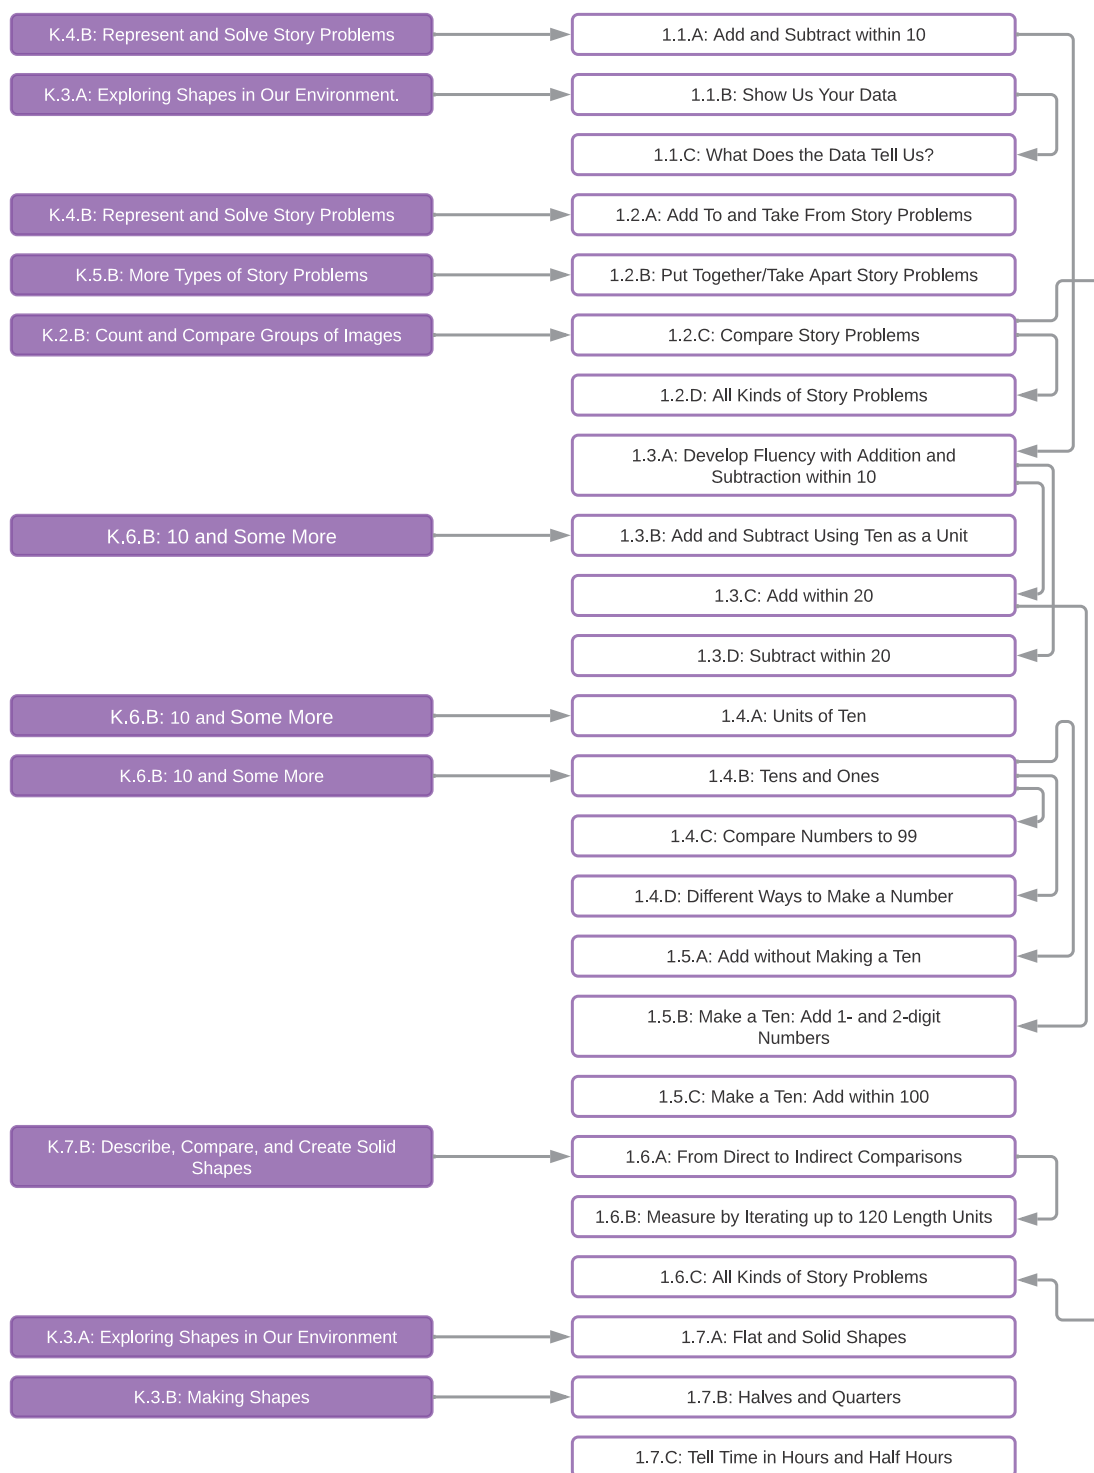 K.4.B: Represent and Solve Story Problems
1.1.A: Add and Subtract within 10
K.3.A: Exploring Shapes in Our Environment.
1.1.B: Show Us Your Data
1.1.C: What Does the Data Tell Us?
K.4.B: Represent and Solve Story Problems
1.2.A: Add To and Take From Story Problems
K.5.B: More Types of Story Problems
1.2.B: Put Together/Take Apart Story Problems
K.2.B: Count and Compare Groups of Images
1.2.C: Compare Story Problems
1.2.D: All Kinds of Story Problems
1.3.A: Develop Fluency with Addition and
Subtraction within 10
K.6.B: 10 and Some More
1.3.B: Add and Subtract Using Ten as a Unit
1.3.C: Add within 20
1.3.D: Subtract within 20
K.6.B: 10 and Some More
1.4.A: Units of Ten
K.6.B: 10 and Some More
1.4.B: Tens and Ones
1.4.C: Compare Numbers to 99
1.4.D: Different Ways to Make a Number
1.5.A: Add without Making a Ten
1.5.B: Make a Ten: Add 1- and 2-digit
Numbers
1.5.C: Make a Ten: Add within 100
K.7.B: Describe, Compare, and Create Solid
Shapes
1.6.A: From Direct to Indirect Comparisons
1.6.B: Measure by Iterating up to 120 Length Units
1.6.C: All Kinds of Story Problems
K.3.A: Exploring Shapes in Our Environment
1.7.A: Flat and Solid Shapes
K.3.B: Making Shapes
1.7.B: Halves and Quarters
1.7.C: Tell Time in Hours and Half Hours